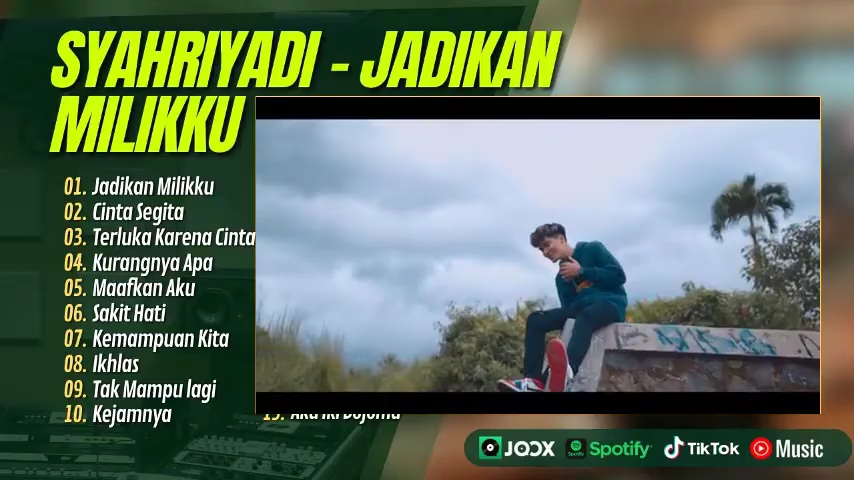 SYAHRIYADI - JADIKAN
MILIKKU
01. Jadikan Milikku
02. Cinta Segita
03. Terluka Karena Cinta
04. Kurangnya Apa
05. Maafkan Aku
06. Sakit Hati
07. Kemampuan Kita
08. Ikhlas
09. Tak Mampu lagi
10. Kejamnya
JOOX Spotify TikTok Music